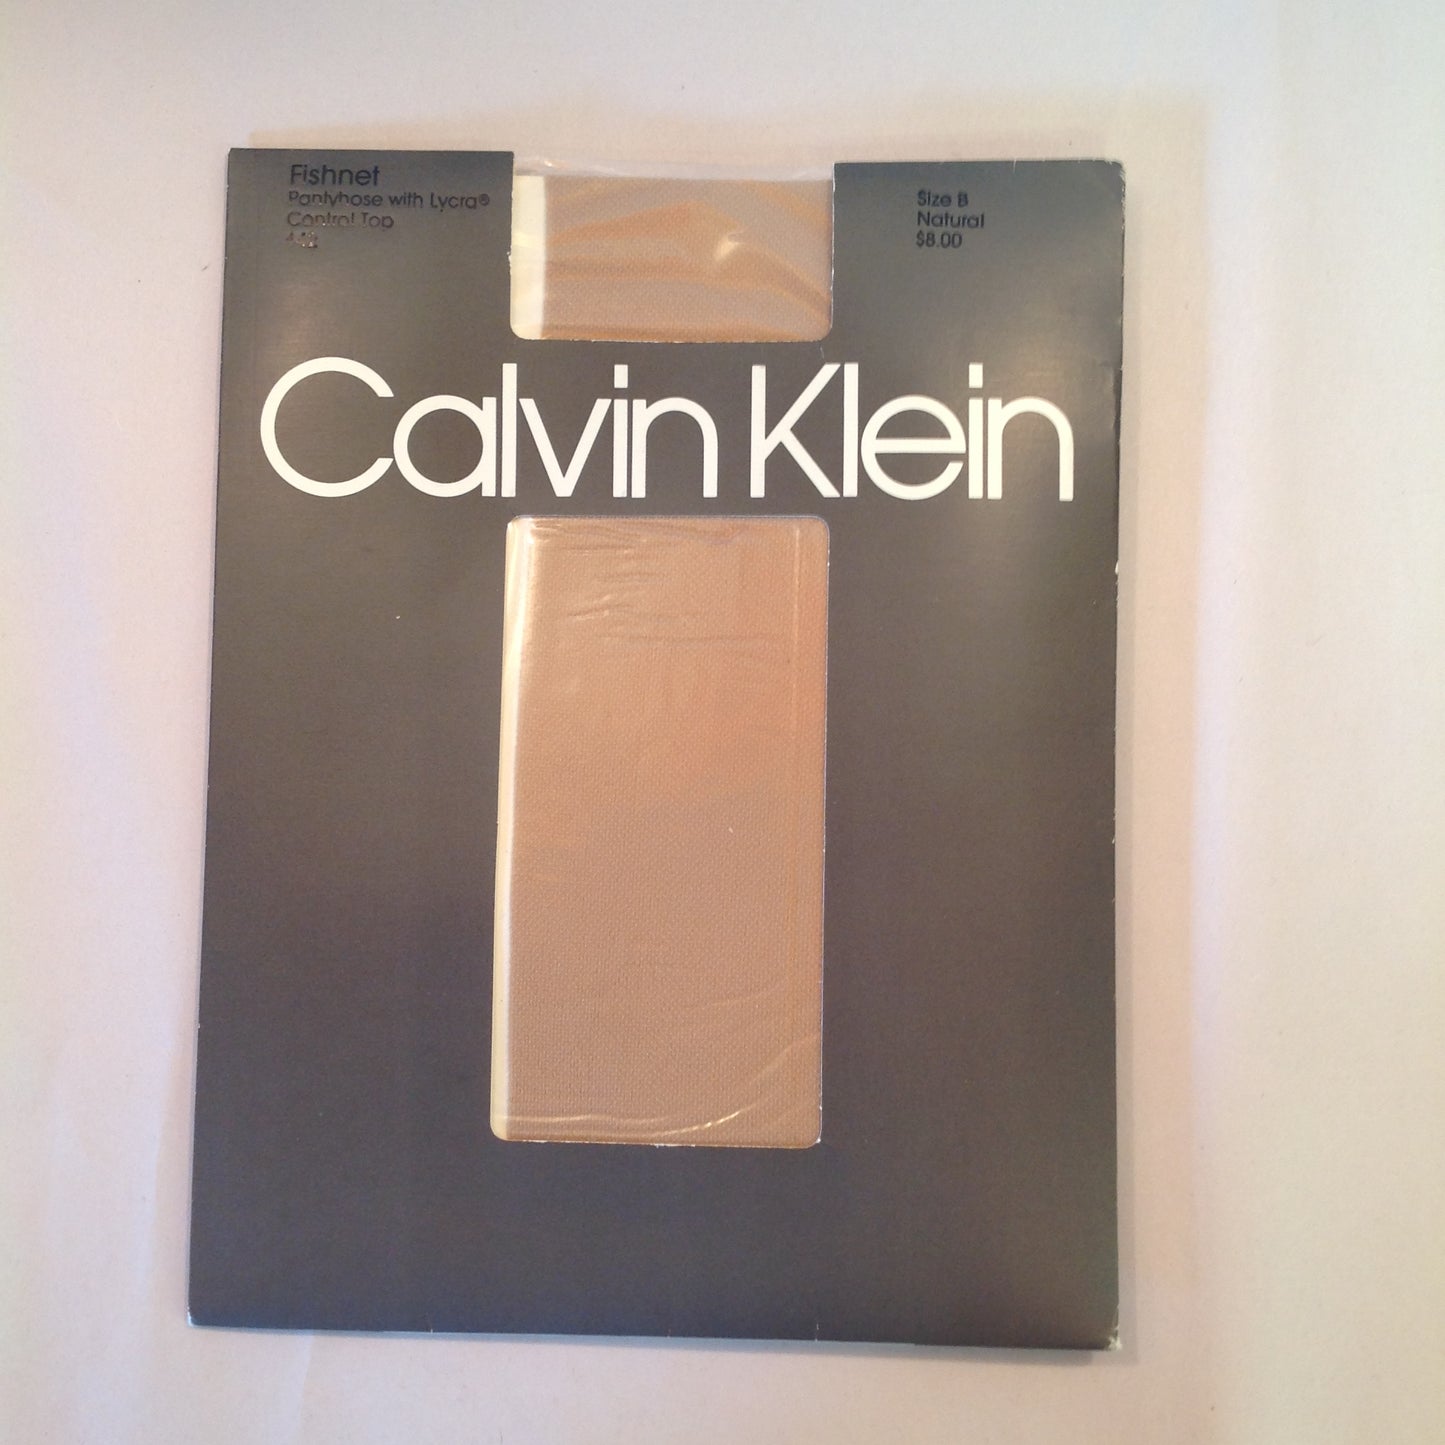 Fishnet
Pantyhose with Lycra®
Control Top
Size B
Natural
$8.00
Calvin Klein